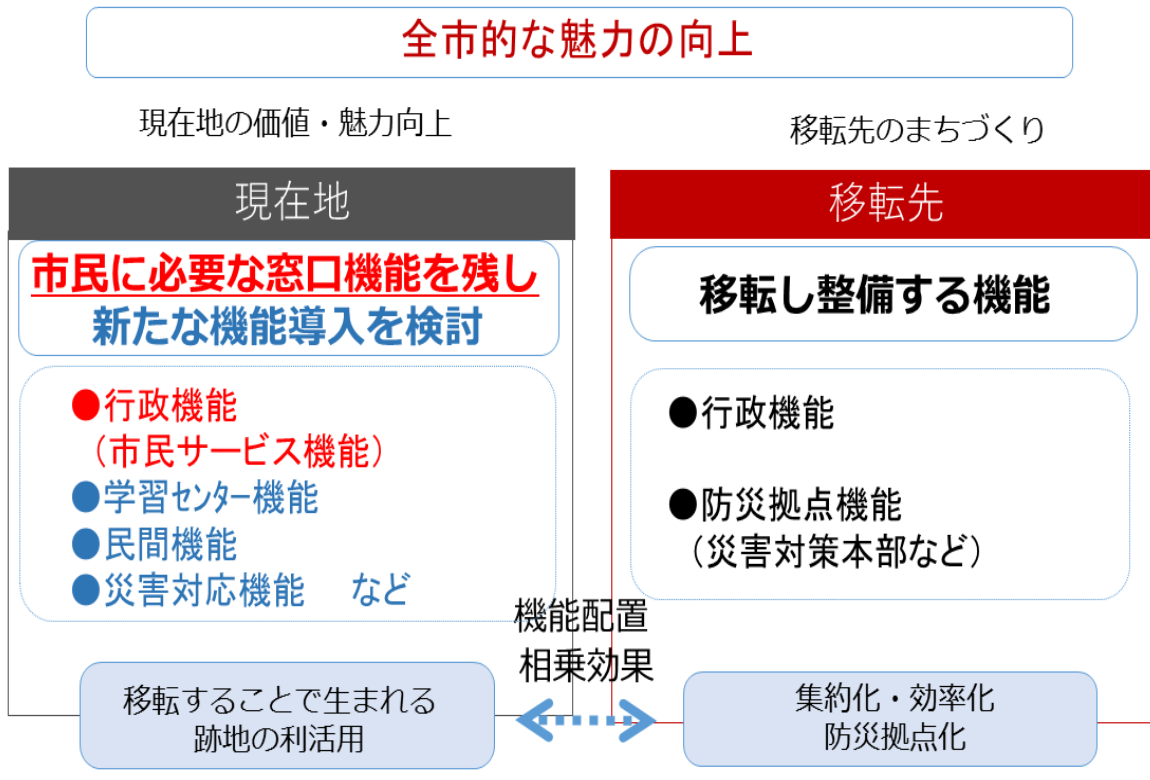 全市的な魅力の向上
現在地の価値・魅力向上
現在地
市民に必要な窓口機能を残し
新たな機能導入を検討
●行政機能
（市民サービス機能）
●学習センター機能
●民間機能
●災害対応機能 など
移転することで生まれる
跡地の利活用
機能配置
相乗効果
移転先のまちづくり
移転先
移転し整備する機能
●行政機能
●防災拠点機能
（災害対策本部など）
集約化・効率化
防災拠点化